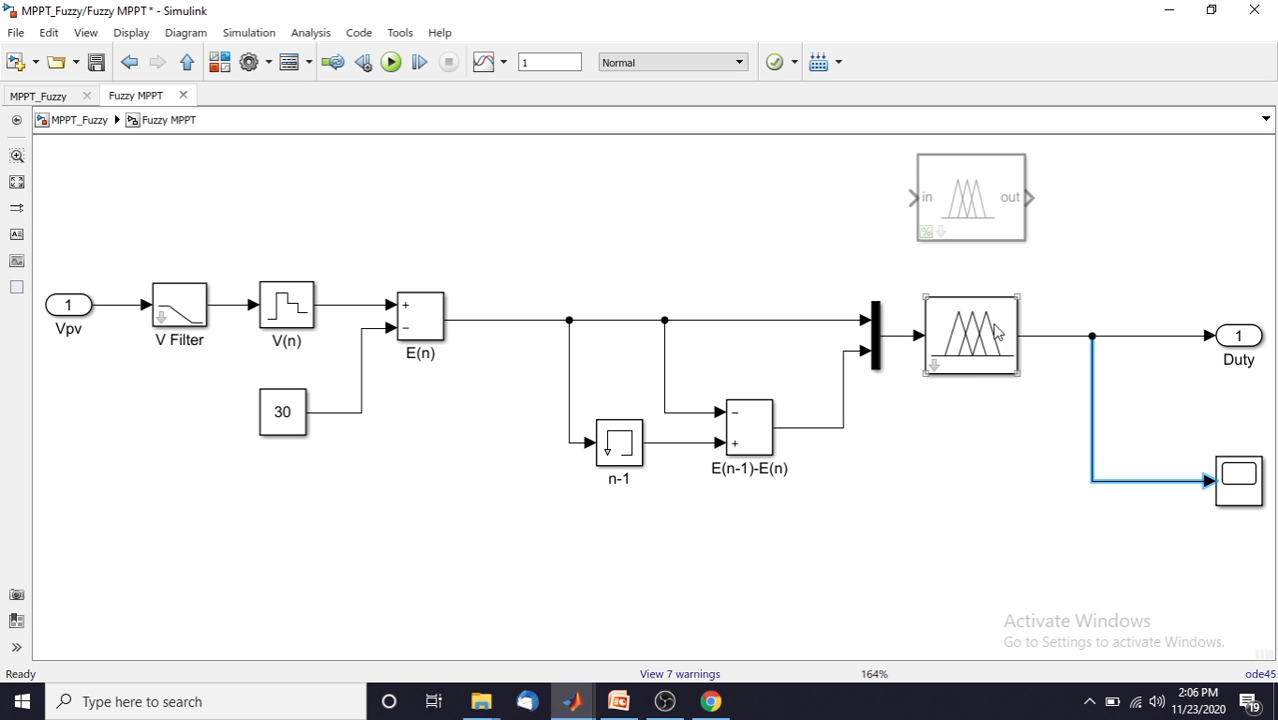 MPPT_Fuzzy/Fuzzy MPPT * - Simulink
File Edit View Display Diagram Simulation Analysis Code Tools Help
1 Normal
MPPT_Fuzzy Fuzzy MPPT
MPPT_Fuzzy Fuzzy MPPT
in out
1
Vpv
V Filter
V(n)
+
−
E(n)
30
n-1
−
+
E(n-1)-E(n)
1
Duty
Activate Windows
Go to Settings to activate Windows.
Ready View 7 warnings 164% ode45
Type here to search
2:06 PM
11/23/2020
19